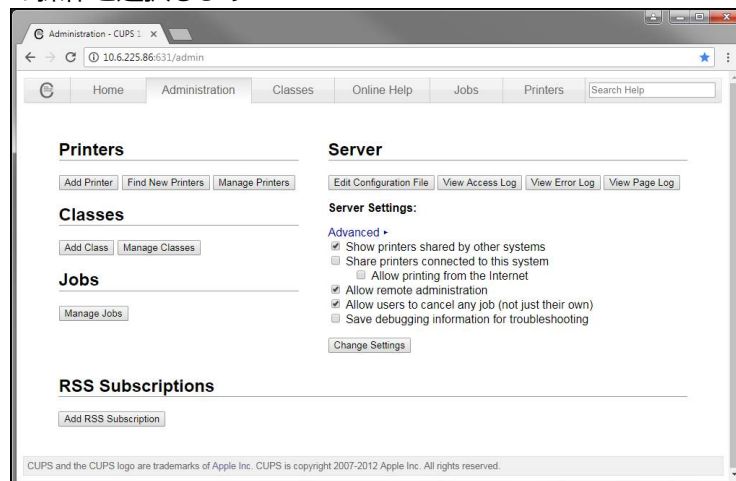 Administration - CUPS 1
10.6.225.86:631/admin
Home Administration Classes Online Help Jobs Printers Search Help
Printers
Add Printer Find New Printers Manage Printers
Classes
Add Class Manage Classes
Jobs
Manage Jobs
Server
Edit Configuration File View Access Log View Error Log View Page Log
Server Settings:
Advanced
Show printers shared by other systems
Share printers connected to this system
Allow printing from the Internet
Allow remote administration
Allow users to cancel any job (not just their own)
Save debugging information for troubleshooting
Change Settings
RSS Subscriptions
Add RSS Subscription
CUPS and the CUPS logo are trademarks of Apple Inc. CUPS is copyright 2007-2012 Apple Inc. All rights reserved.